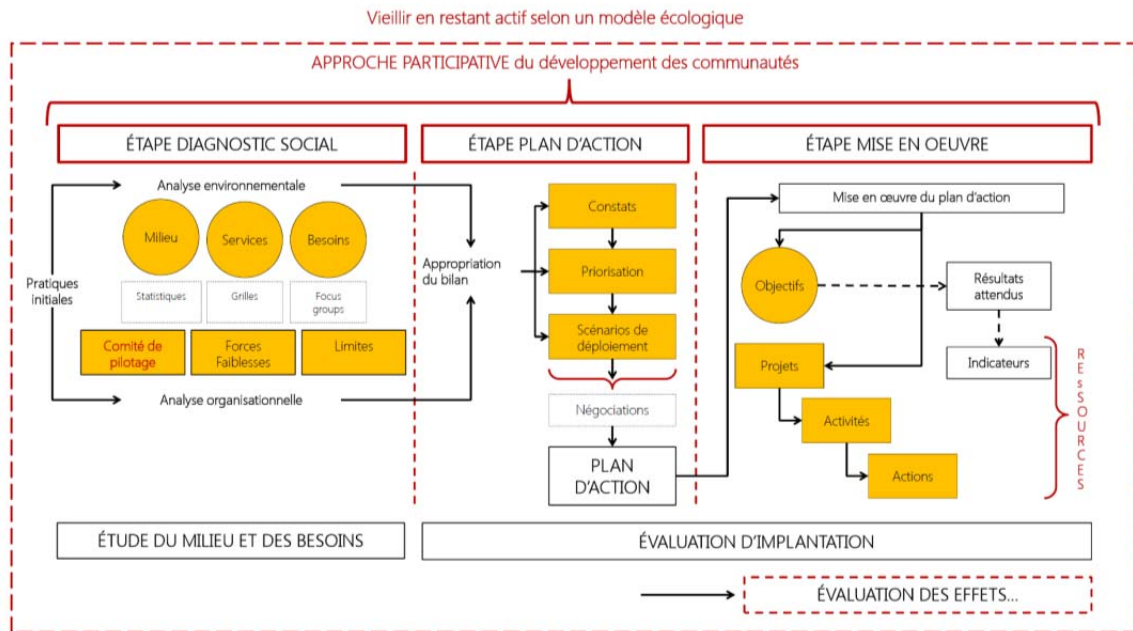 Vieillir en restant actif selon un modèle écologique
APPROCHE PARTICIPATIVE du développement des communautés
ÉTAPE DIAGNOSTIC SOCIAL
ÉTAPE PLAN D'ACTION
ÉTAPE MISE EN OEUVRE
Analyse environnementale
Milieu
Services
Besoins
Pratiques
initiales
Statistiques
Grilles
Focus
groups
Comité de
pilotage
Forces
Faiblesses
Limites
Analyse organisationnelle
Appropriation
du bilan
Constats
Priorisation
Scénarios de
déploiement
Négociations
PLAN
D'ACTION
Mise en œuvre du plan d'action
Objectifs
Résultats
attendus
Indicateurs
Projets
Activités
Actions
REsSOURCES
ÉTUDE DU MILIEU ET DES BESOINS
ÉVALUATION D'IMPLANTATION
ÉVALUATION DES EFFETS...